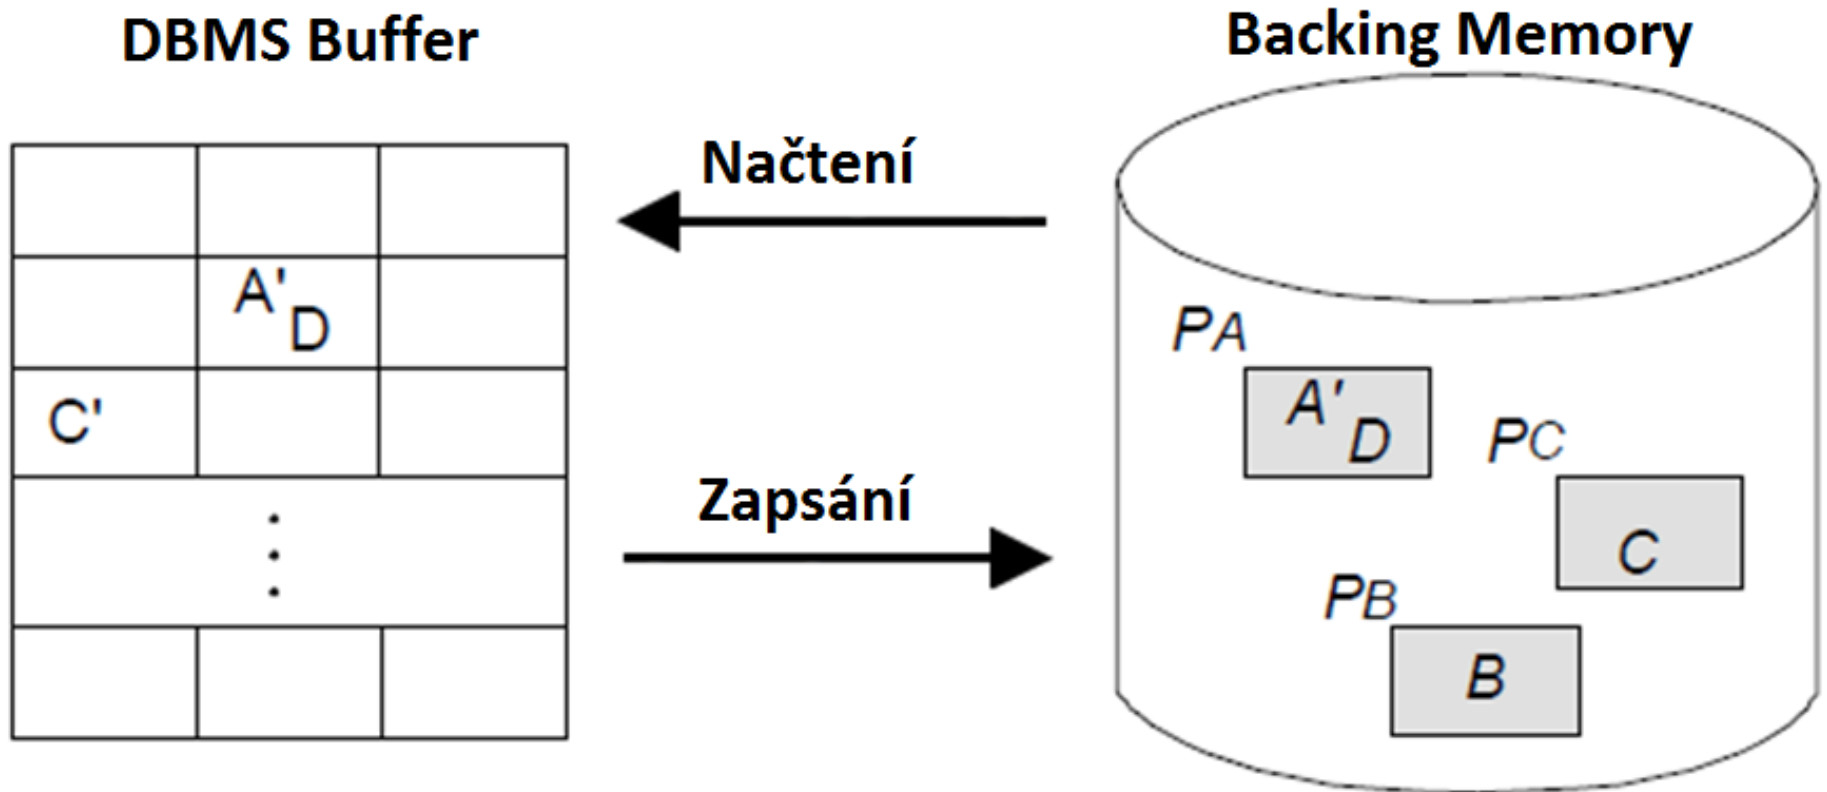 DBMS Buffer
Backing Memory
Načtení
A'
D
C'
Zapsání
PA
A'
D
PC
C
PB
B